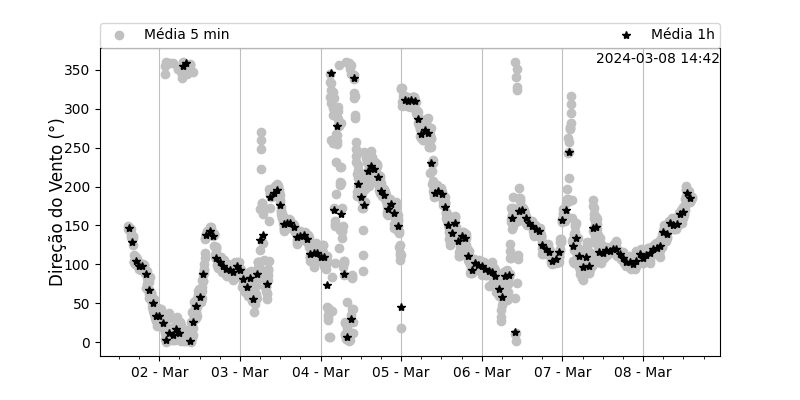 Média 5 min
Média 1h
2024-03-08 14:42
Direção do Vento (°)
350
300
250
200
150
100
50
0
02 - Mar
03 - Mar
04 - Mar
05 - Mar
06 - Mar
07 - Mar
08 - Mar